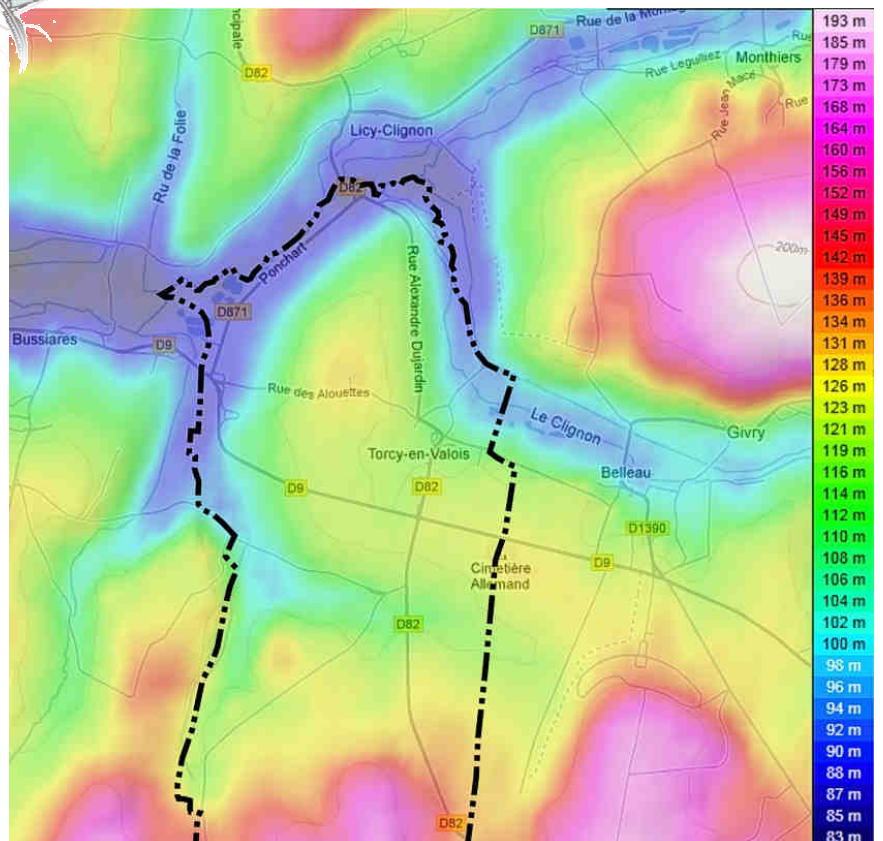 Rue de la Monta
D871
Monthiers
Rue Leguiliez
Rue Jean Macé
Rue
Rue
ncipale
D82
Ru de la Folie
Licy-Clignon
D82
200m
Ponchart
Rue Alexandre Dujardin
D871
Bussiares
D9
Rue des Alouettes
Le Clignon
Givry
Torcy-en-Valois
Belleau
D9
D82
D1390
D9
Cimetière
Allemand
D82
D82
193 m
185 m
179 m
173 m
168 m
164 m
160 m
156 m
152 m
149 m
145 m
142 m
139 m
136 m
134 m
131 m
128 m
126 m
123 m
121 m
119 m
116 m
114 m
112 m
110 m
108 m
106 m
104 m
102 m
100 m
98 m
96 m
94 m
92 m
90 m
88 m
87 m
85 m
83 m